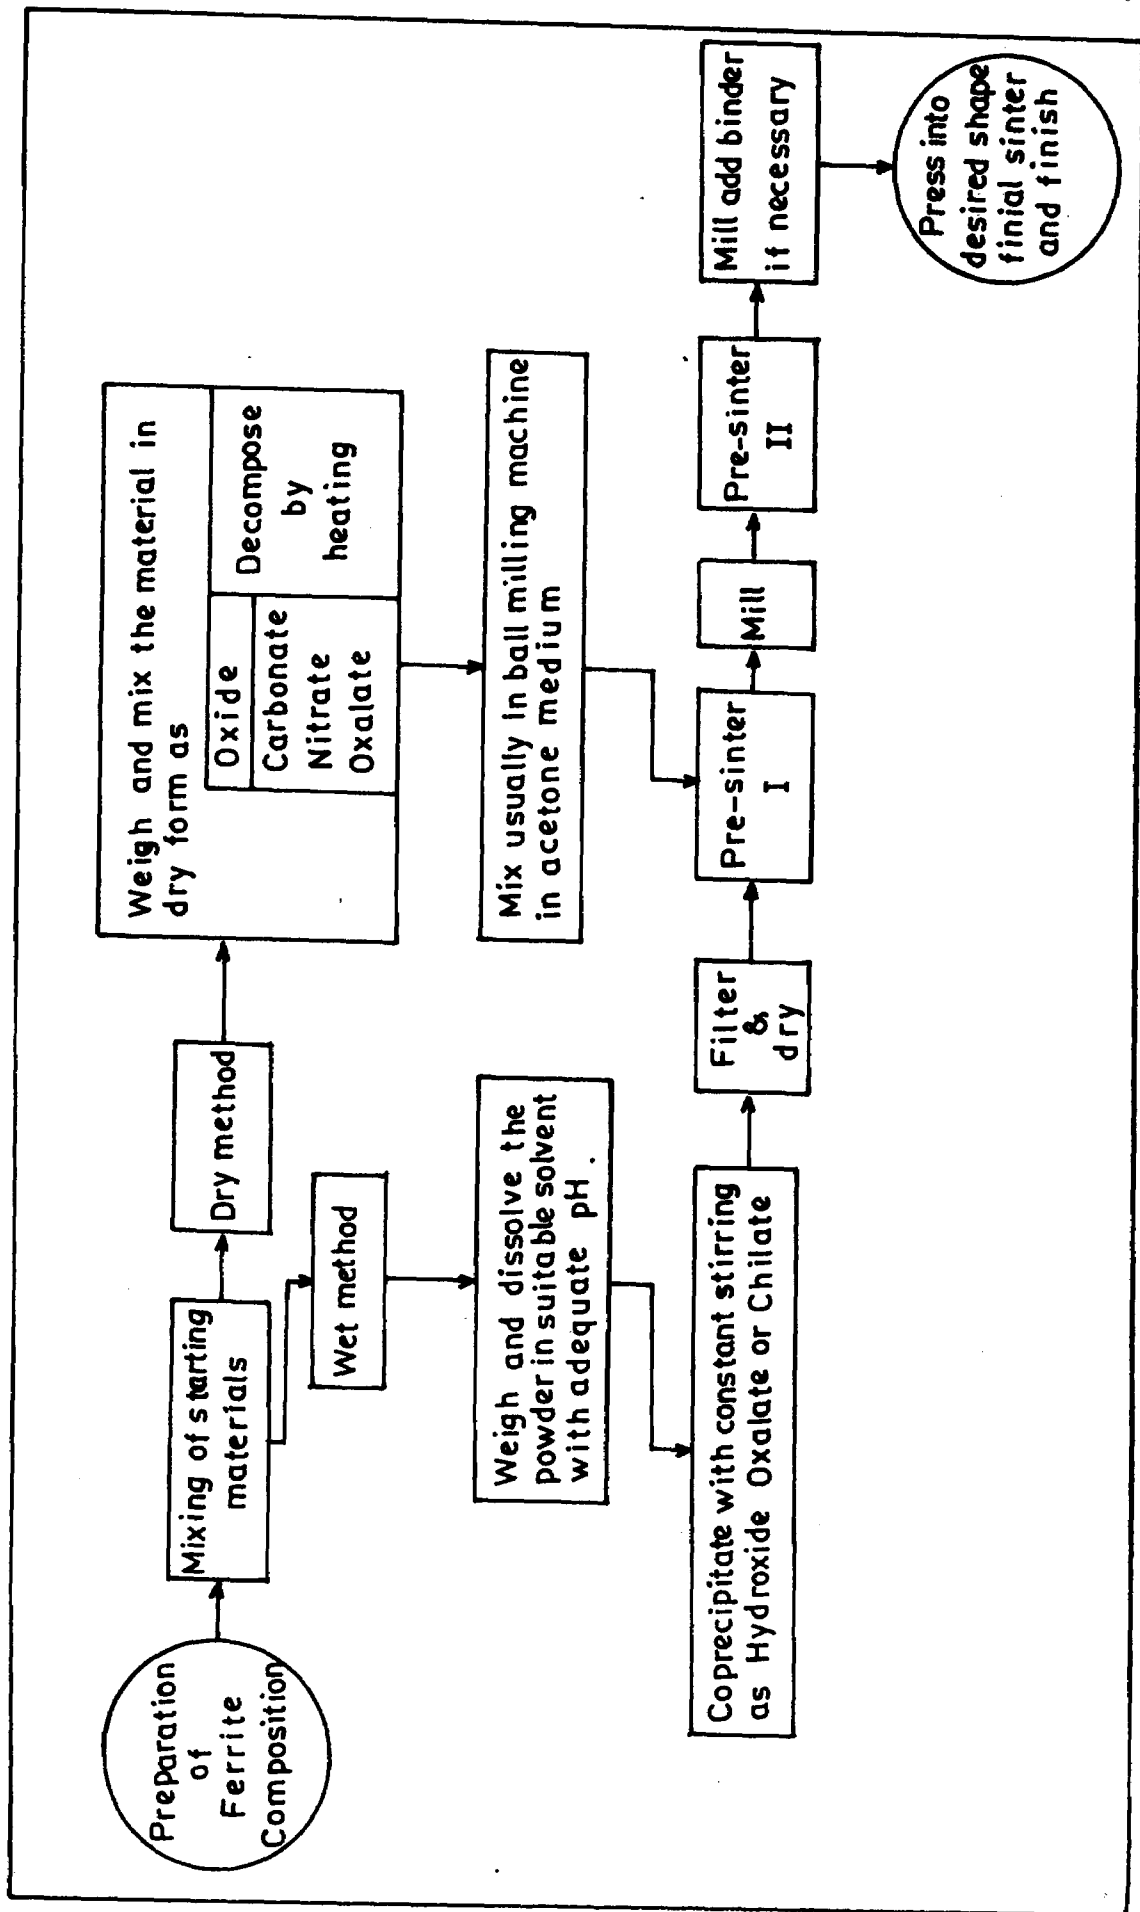 Preparation
of
Ferrite
Composition
Mixing of starting
materials
Dry method
Weigh and mix the material in
dry form as
Oxide
Carbonate
Nitrate
Oxalate
Decompose
by
heating
Mix usually in ball milling machine
in acetone medium
Wet method
Weigh and dissolve the
powder in suitable solvent
with adequate pH.
Coprecipitate with constant stirring
as Hydroxide Oxalate or Chilate
Filter
&
dry
Pre-sinter
I
Mill
Pre-sinter
II
Mill add binder
if necessary
Press into
desired shape
finial sinter
and finish